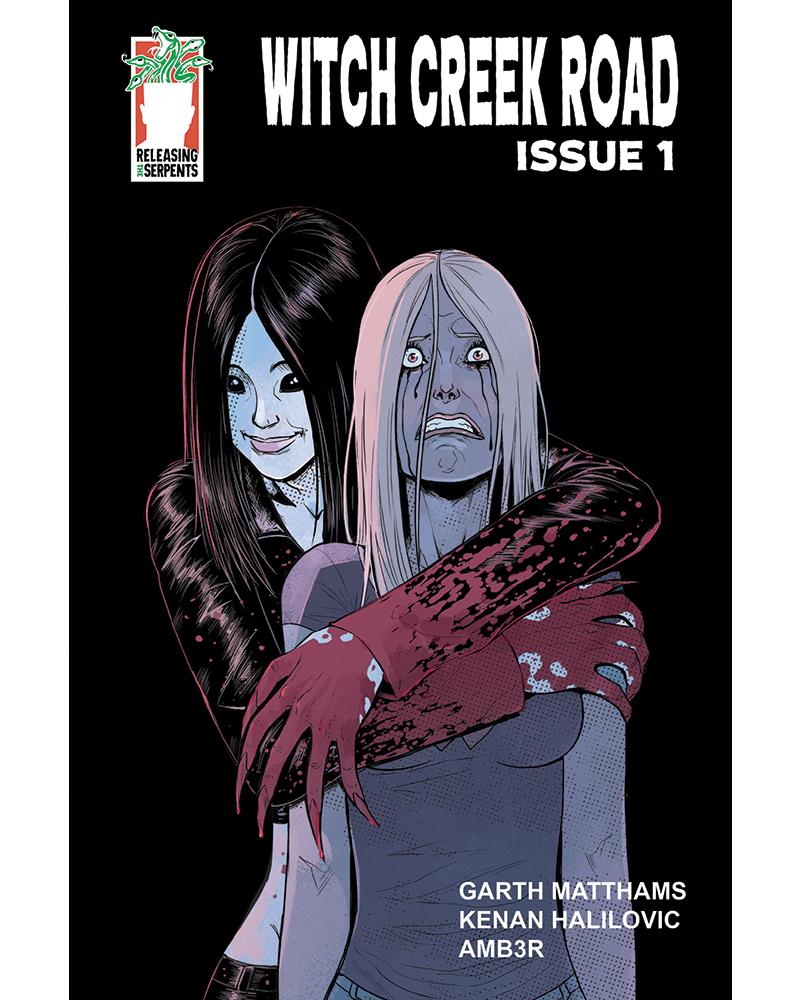 WITCH CREEK ROAD
ISSUE 1
RELEASING
THE SERPENTS
GARTH MATTHAMS
KENAN HALILOVIC
AMB3R